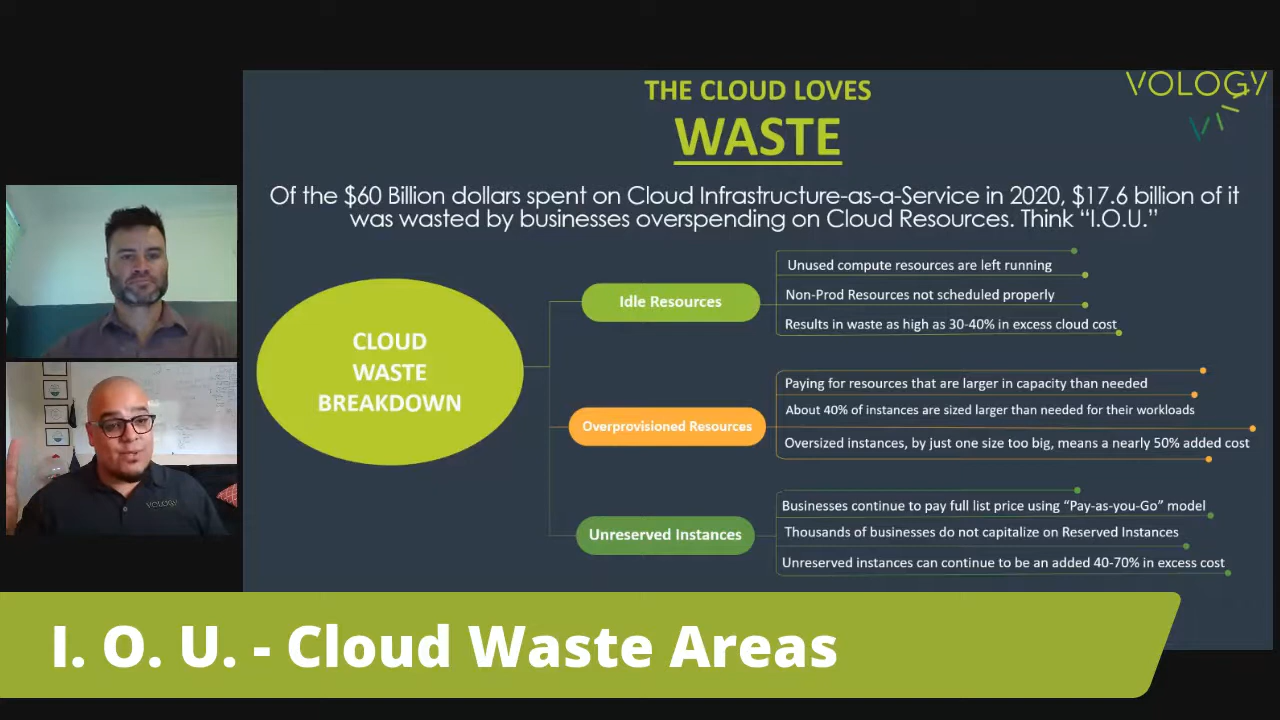 THE CLOUD LOVES
WASTE
VOLOGY
Of the $60 Billion dollars spent on Cloud Infrastructure-as-a-Service in 2020, $17.6 billion of it
was wasted by businesses overspending on Cloud Resources. Think “I.O.U.”
CLOUD
WASTE
BREAKDOWN
Idle Resources
Unused compute resources are left running
Non-Prod Resources not scheduled properly
Results in waste as high as 30-40% in excess cloud cost
Overprovisioned Resources
Paying for resources that are larger in capacity than needed
About 40% of instances are sized larger than needed for their workloads
Oversized instances, by just one size too big, means a nearly 50% added cost
Unreserved Instances
Businesses continue to pay full list price using “Pay-as-you-Go” model
Thousands of businesses do not capitalize on Reserved Instances
Unreserved instances can continue to be an added 40-70% in excess cost
VOLOGY
I. O. U. - Cloud Waste Areas